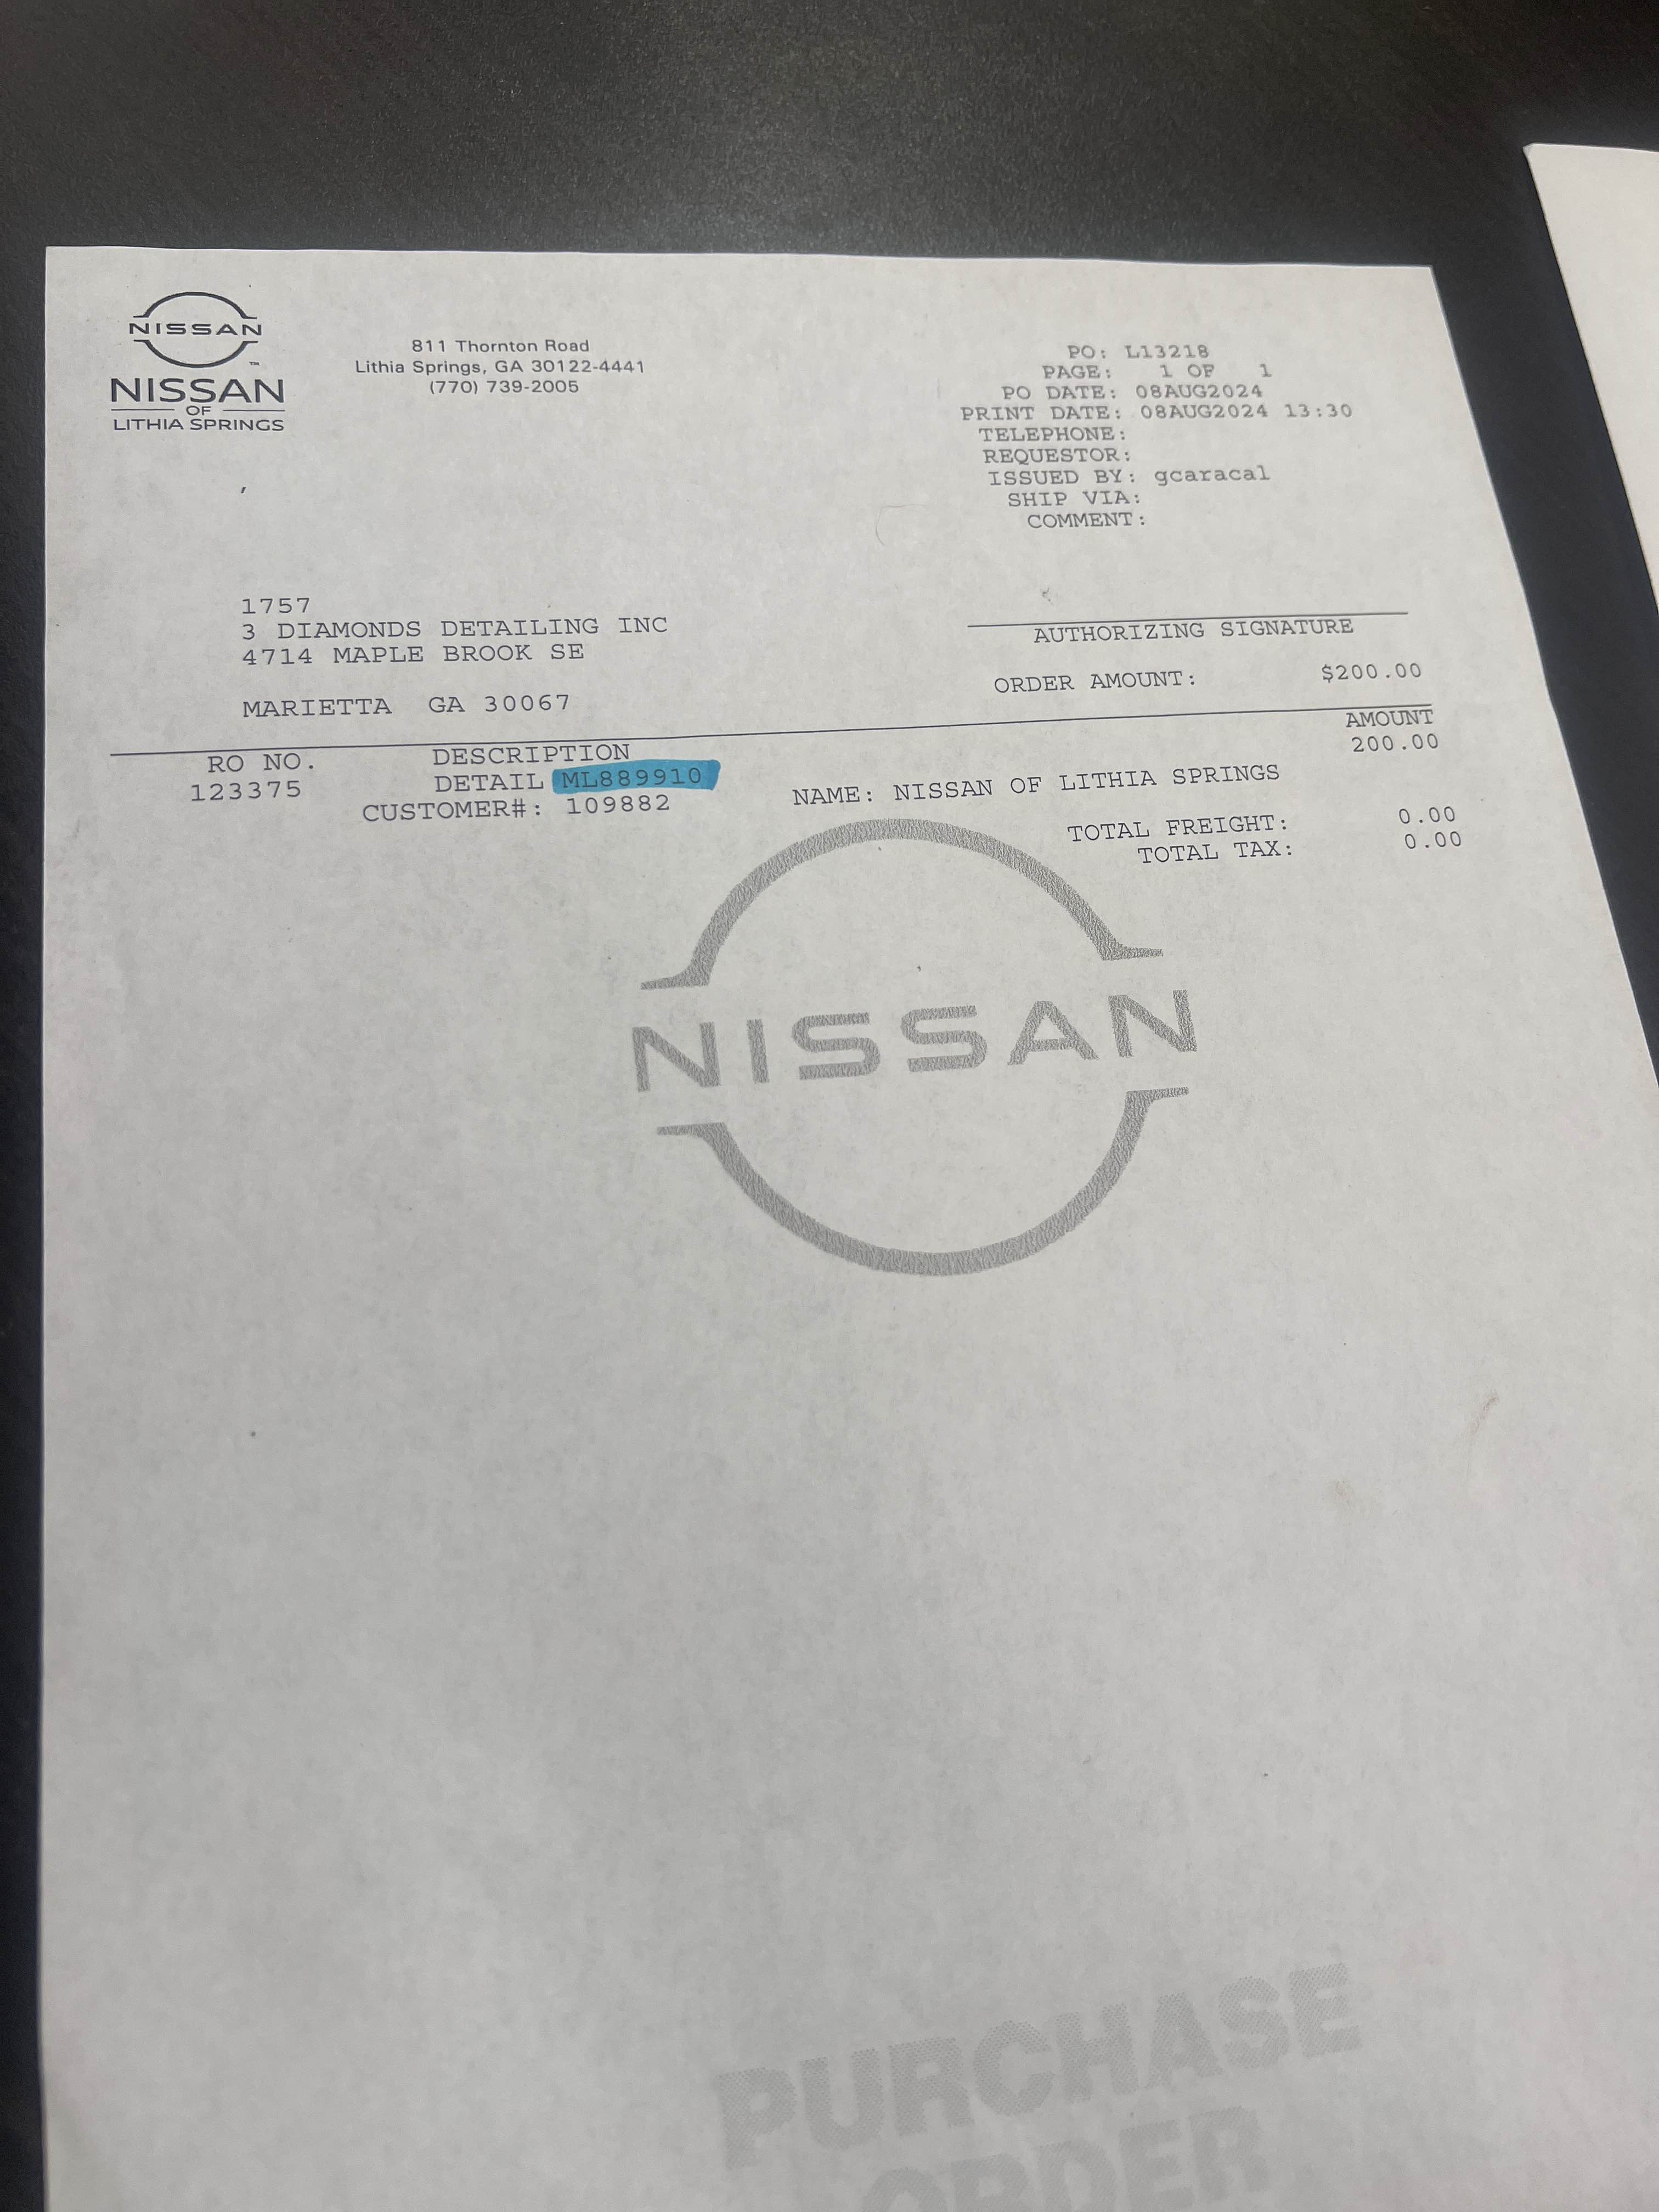 NISSAN
NISSAN
OF
LITHIA SPRINGS
811 Thornton Road
Lithia Springs, GA 30122-4441
(770) 739-2005
PO: L13218
PAGE: 1 OF 1
PO DATE: 08AUG2024
PRINT DATE: 08AUG2024 13:30
TELEPHONE:
REQUESTOR:
ISSUED BY: gcaracal
SHIP VIA:
COMMENT:
1757
3 DIAMONDS DETAILING INC
4714 MAPLE BROOK SE
MARIETTA GA 30067
AUTHORIZING SIGNATURE
ORDER AMOUNT: $200.00
RO NO. DESCRIPTION AMOUNT
123375 DETAIL ML889910 200.00
CUSTOMER#: 109882 NAME: NISSAN OF LITHIA SPRINGS
TOTAL FREIGHT: 0.00
TOTAL TAX: 0.00
NISSAN
PURCHASE
ORDER